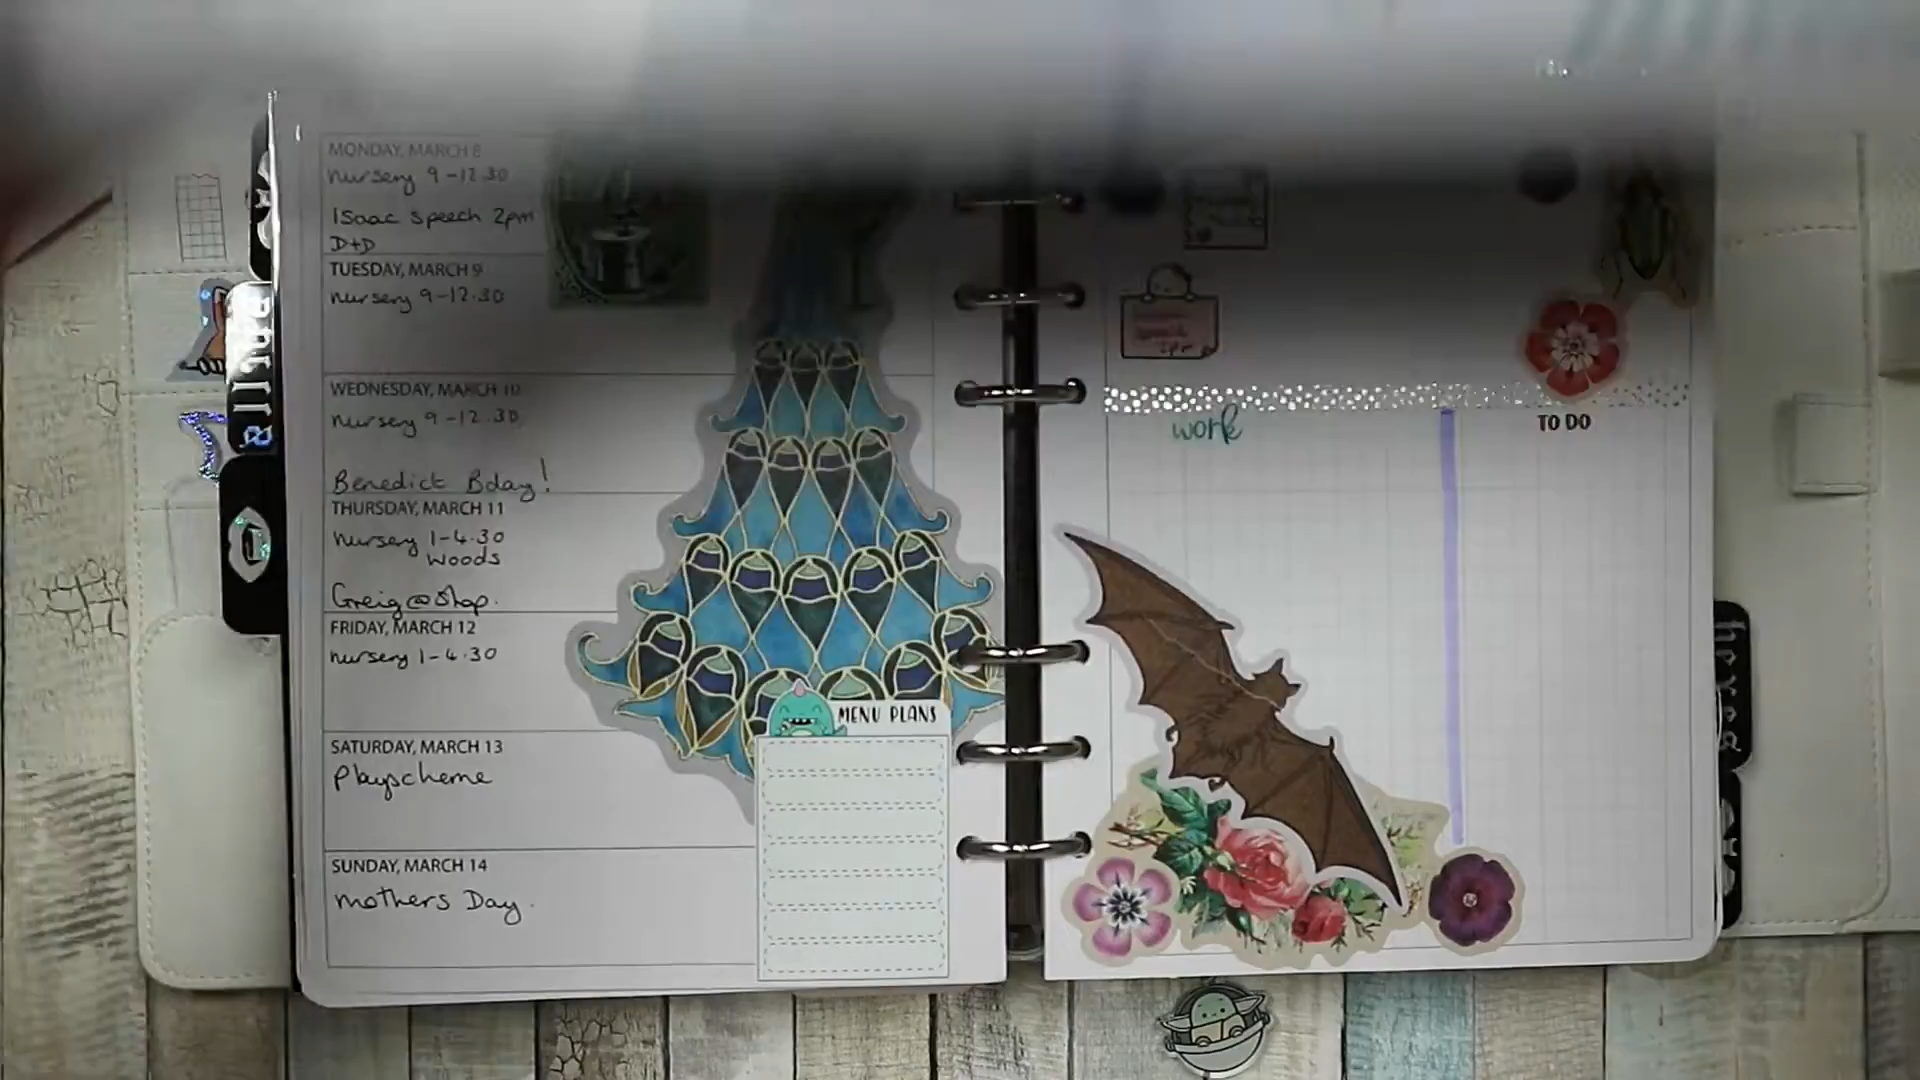 MONDAY, MARCH 8
nursery 9-12.30
Isaac Speech 2pm
D+D
TUESDAY, MARCH 9
nursery 9-12.30
WEDNESDAY, MARCH 10
nursery 9-12.30
Benedict Bday!
THURSDAY, MARCH 11
nursery 1-4.30
woods
Greig@shop.
FRIDAY, MARCH 12
nursery 1-4.30
SATURDAY, MARCH 13
Playscheme
SUNDAY, MARCH 14
mothers Day.
MENU PLANS
work
TO DO